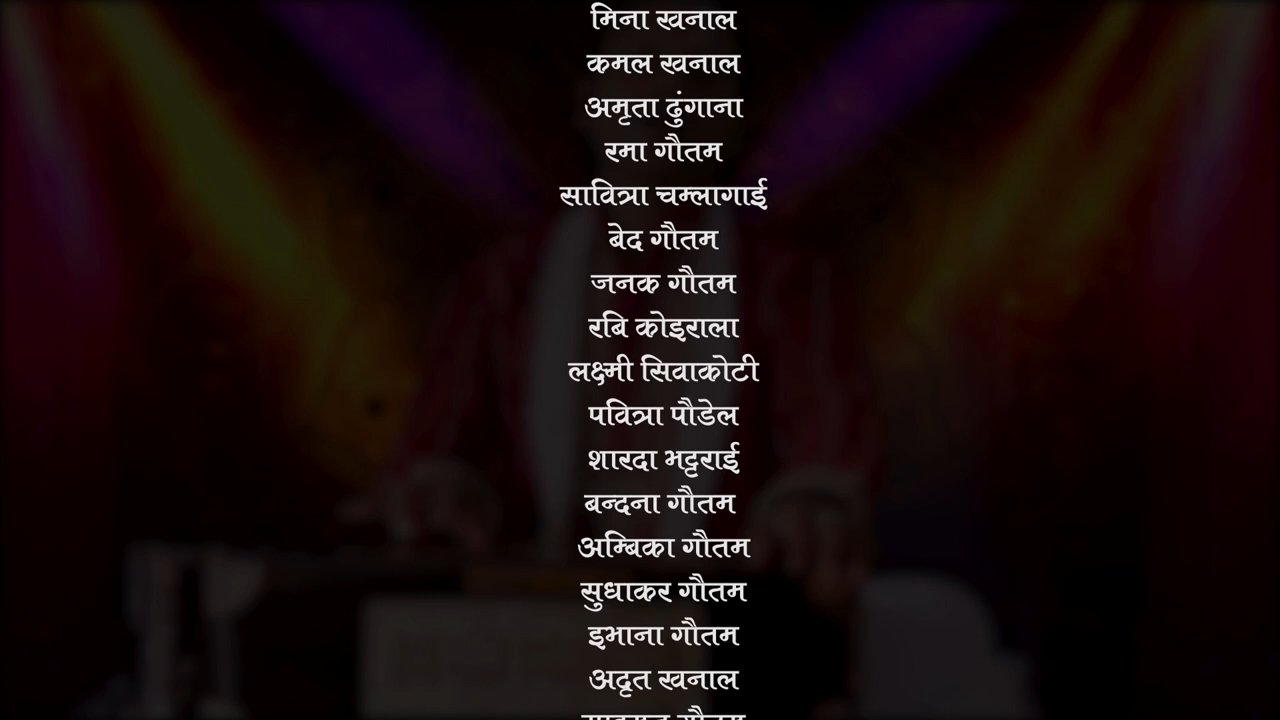 मिना खनाल
कमल खनाल
अमृता ढुंगाना
रमा गौतम
सावित्रा चम्लागाई
बेद गौतम
जनक गौतम
रबि कोइराला
लक्ष्मी सिवाकोटी
पवित्रा पौडेल
शारदा भट्टराई
बन्दना गौतम
अम्बिका गौतम
सुधाकर गौतम
इभाना गौतम
अदृत खनाल
गौतम